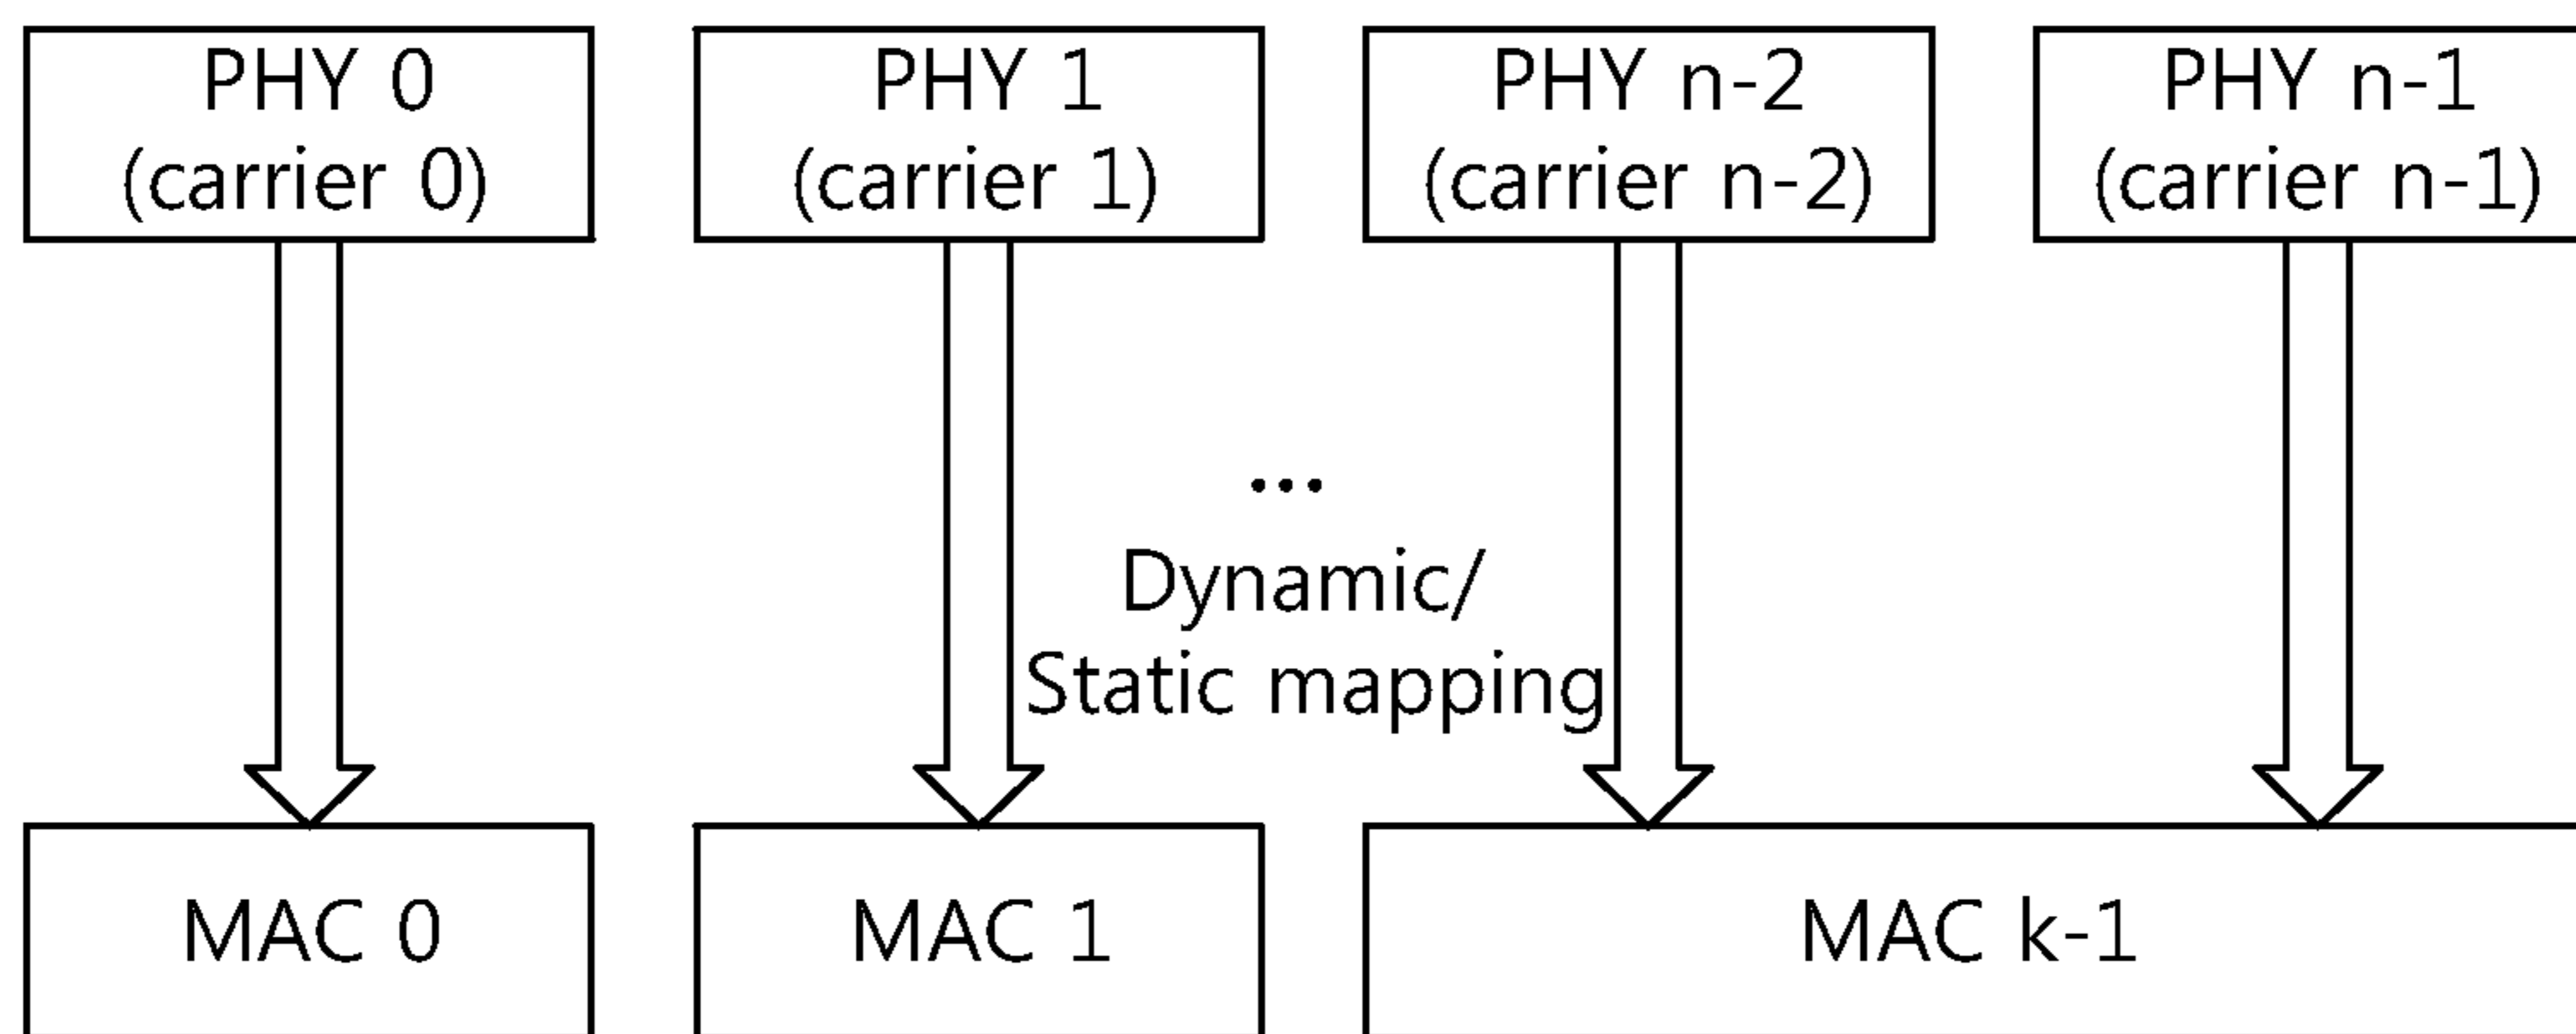 PHY 0
(carrier 0)
PHY 1
(carrier 1)
PHY n-2
(carrier n-2)
PHY n-1
(carrier n-1)
...
Dynamic/
Static mapping
MAC 0
MAC 1
MAC k-1